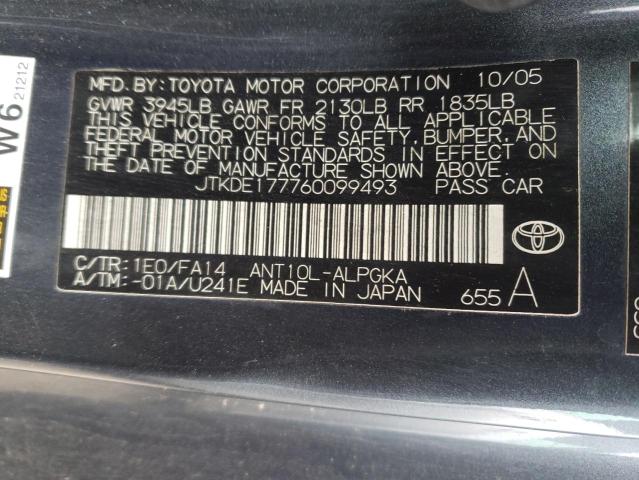 MFD. BY: TOYOTA MOTOR CORPORATION 10/05
GVWR 3945LB GAWR FR 2130LB RR 1835LB
THIS VEHICLE CONFORMS TO ALL APPLICABLE
FEDERAL MOTOR VEHICLE SAFETY, BUMPER, AND
THEFT PREVENTION STANDARDS IN EFFECT ON
THE DATE OF MANUFACTURE SHOWN ABOVE.
JTKDE177760099493 PASS CAR
C/TR: 1E0/FA14 ANT10L-ALPGKA
A/TM: -01A/U241E MADE IN JAPAN 655 A
W6
21212